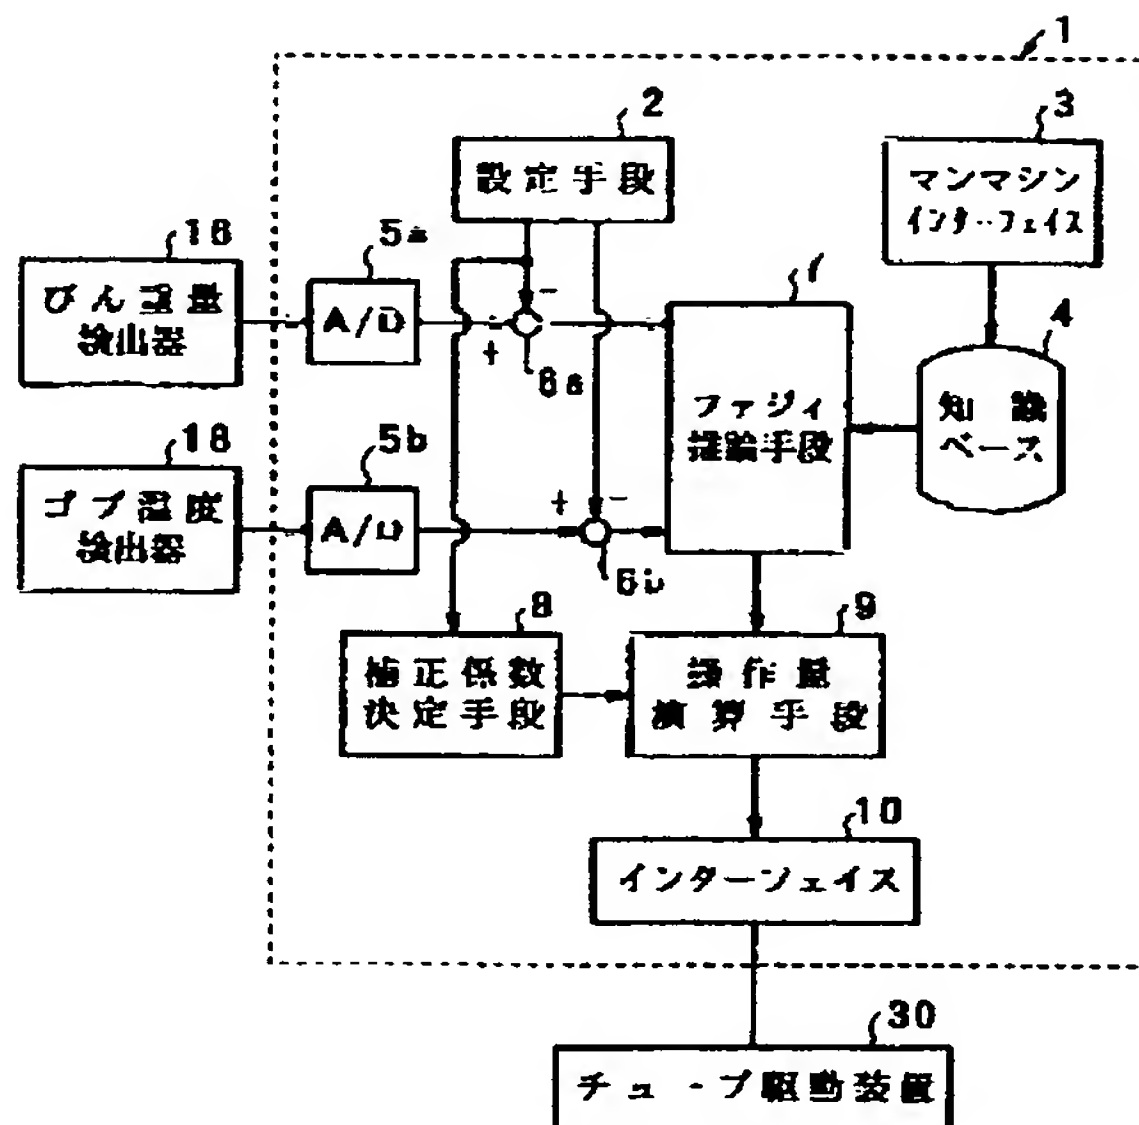 1
2
設定手段
3
マンマシン
インターフェイス
16
びん重量
検出器
5a
A/D
-
+
6a
ファジィ
推論手段
4
知識
ベース
18
ゴブ温度
検出器
5b
A/D
+
-
6b
8
補正係数
決定手段
9
操作量
演算手段
10
インターフェイス
30
チューブ駆動装置